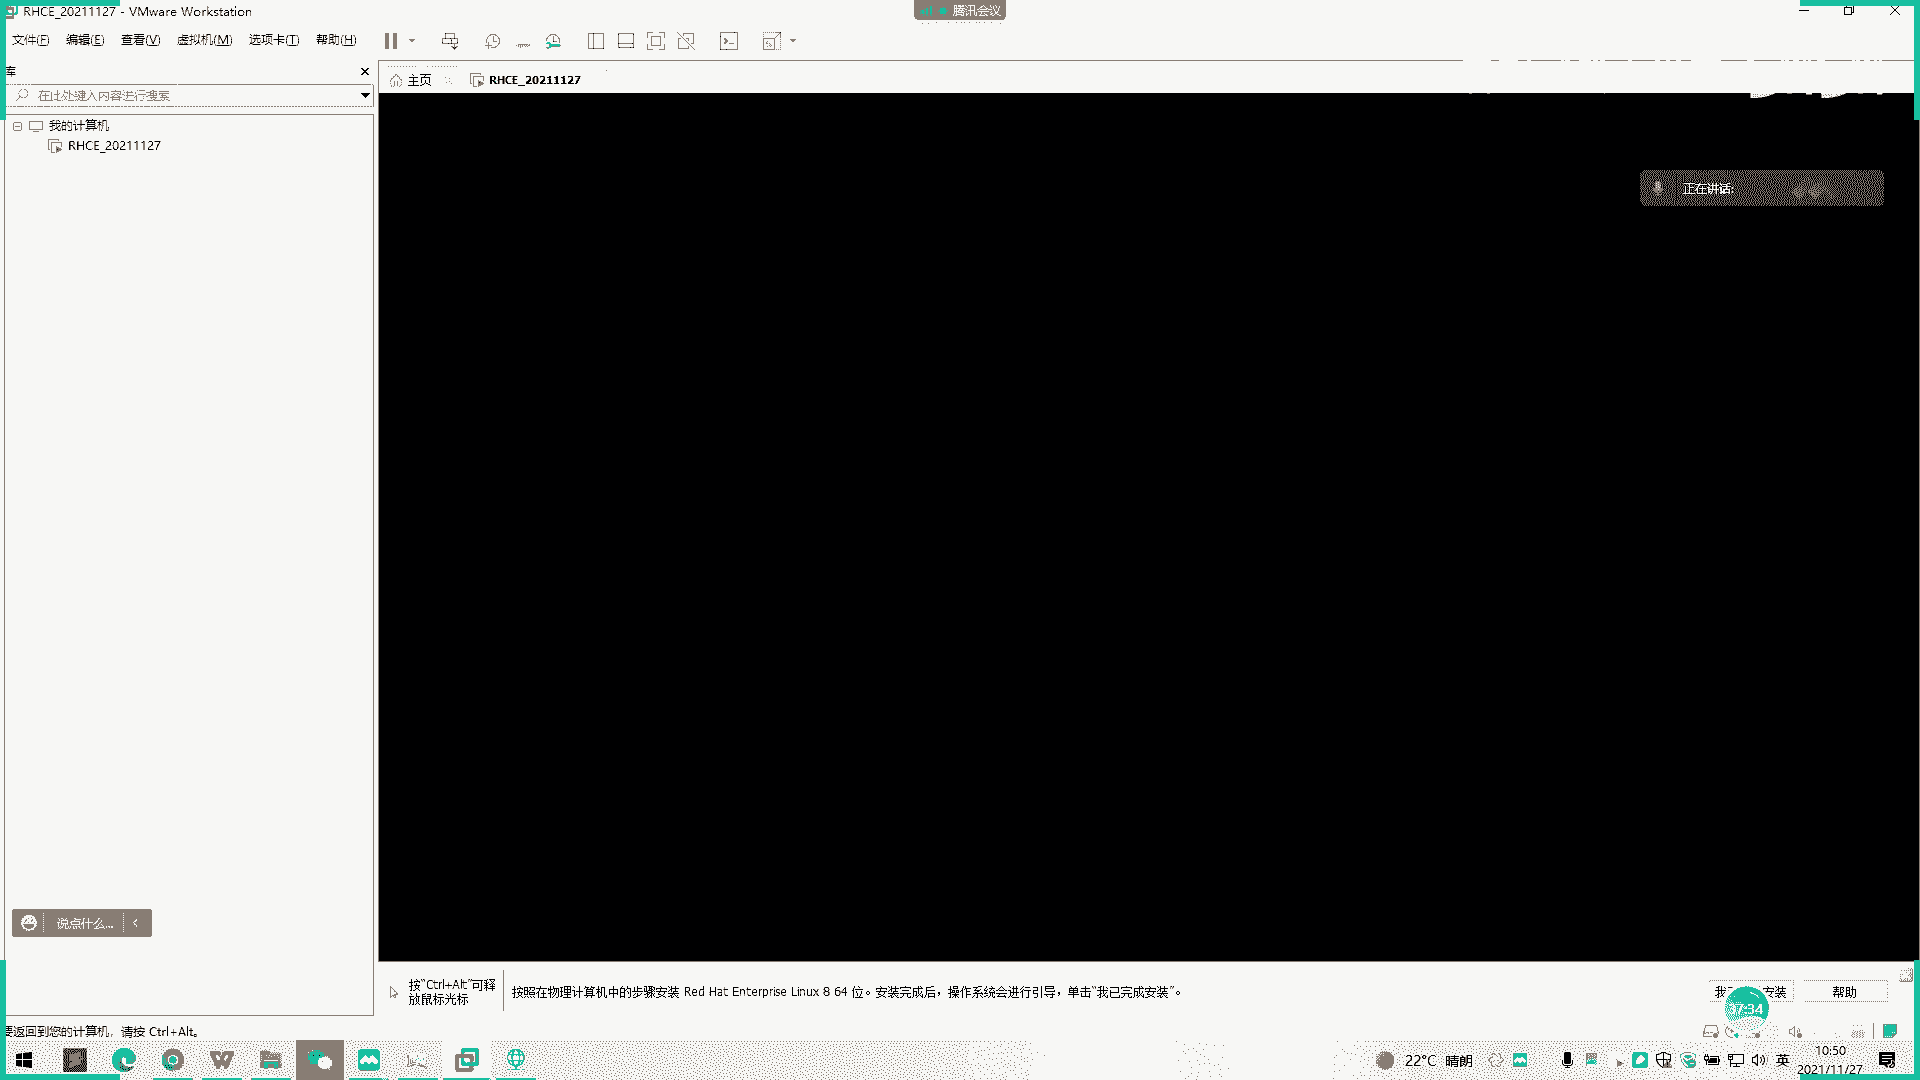 RHCE_20211127 - VMware Workstation
腾讯会议
文件(F) 编辑(E) 查看(V) 虚拟机(M) 选项卡(T) 帮助(H)
库
主页
RHCE_20211127
在此处键入内容进行搜索
我的计算机
RHCE_20211127
正在讲话:
说点什么...
按“Ctrl+Alt”可释
放鼠标光标
按照在物理计算机中的步骤安装 Red Hat Enterprise Linux 8 64 位。安装完成后，操作系统会进行引导，单击“我已完成安装”。
我 安装
帮助
37:34
要返回到您的计算机，请按 Ctrl+Alt。
22°C 晴朗
英
10:50
2021/11/27